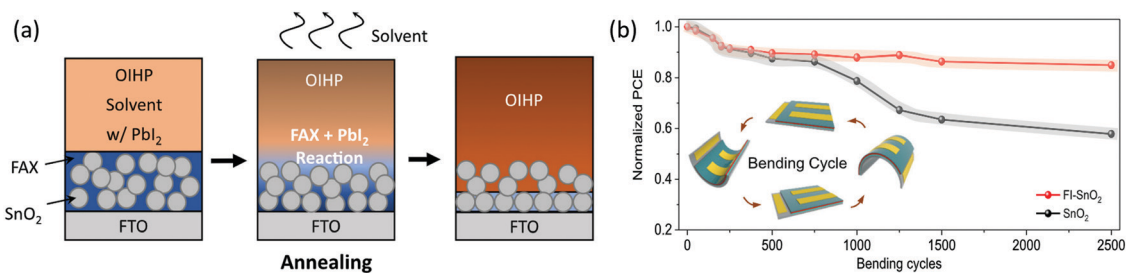 (a)
Solvent
OIHP
Solvent
w/ PbI₂
FAX
SnO₂
FTO
OIHP
FAX + PbI₂
Reaction
FTO
Annealing
OIHP
FTO
(b)
Normalized PCE
1.0
0.8
0.6
0.4
0.2
Bending Cycle
FI-SnO₂
SnO₂
0
500
1000
1500
2000
2500
Bending cycles